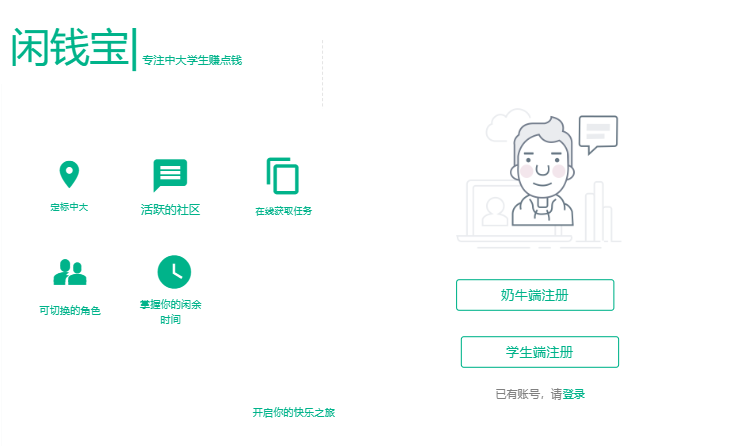 闲钱宝
专注中大学生赚点钱
定标中大
活跃的社区
在线获取任务
可切换的角色
掌握你的闲余
时间
开启你的快乐之旅
奶牛端注册
学生端注册
已有账号，请登录